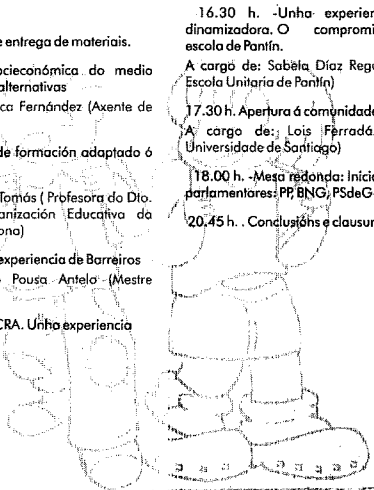 e entrega de materiais.
ocieconómica do medio
alternativas
ca Fernández (Axente de
de formación adaptado ó
Tomás ( Profesora do Dto.
anización Educativa da
ona)
experiencia de Barreiros
Pousa Antelo (Mestre
CRA. Unha experiencia
16.30 h. -Unha experien
dinamizadora. O compromi
escola de Pantín.
A cargo de: Sabela Díaz Reg
Escola Unitaria de Pantín)
17.30 h. Apertura á comunidade
A cargo de: Lois Ferradá
Universidade de Santiago)
18.00 h. -Mesa redonda: Inicia
parlamentares: PP, BNG, PSdeG
20.45 h. . Conclusións e clausur